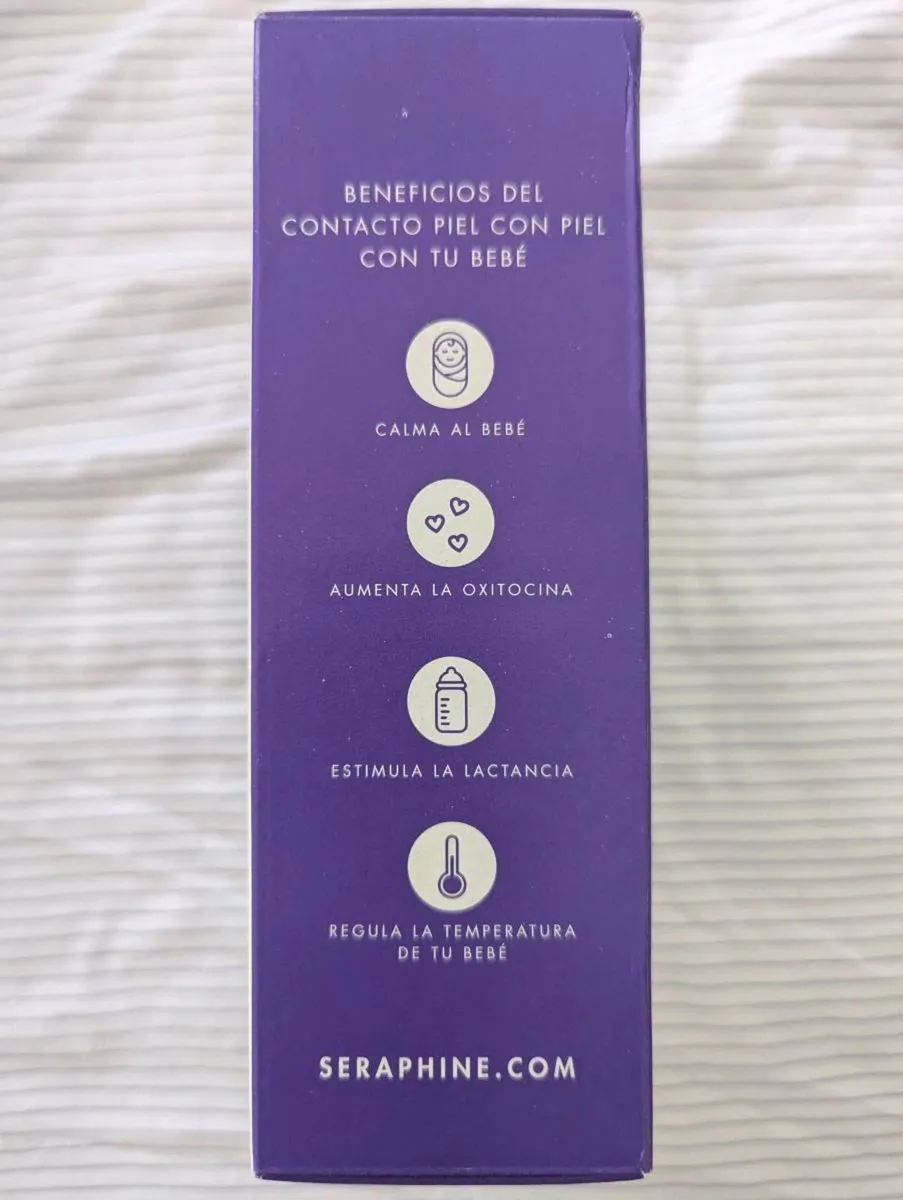 BENEFICIOS DEL
CONTACTO PIEL CON PIEL
CON TU BEBÉ
CALMA AL BEBÉ
AUMENTA LA OXITOCINA
ESTIMULA LA LACTANCIA
REGULA LA TEMPERATURA
DE TU BEBÉ
SERAPHINE.COM